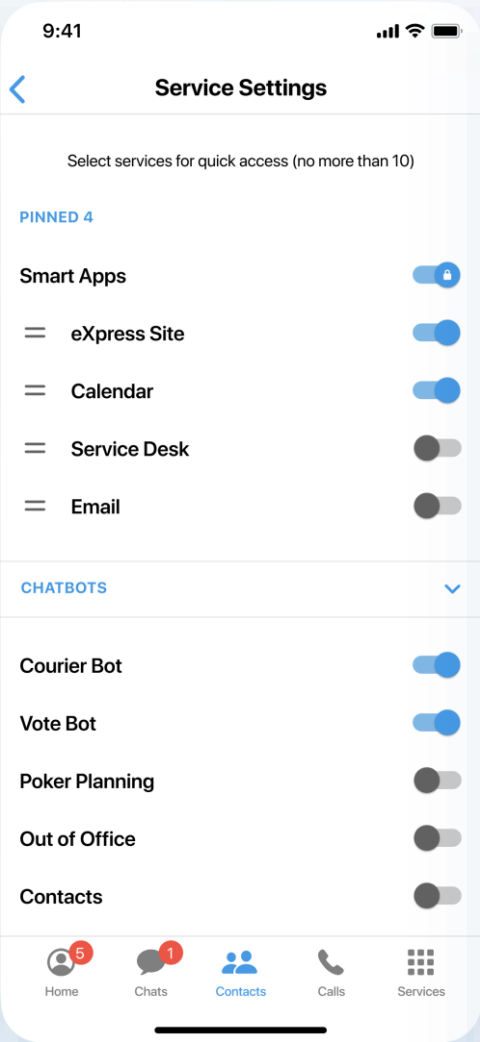 9:41
Service Settings
Select services for quick access (no more than 10)
PINNED 4
Smart Apps
eXpress Site
Calendar
Service Desk
Email
CHATBOTS
Courier Bot
Vote Bot
Poker Planning
Out of Office
Contacts
5 1
Home Chats Contacts Calls Services